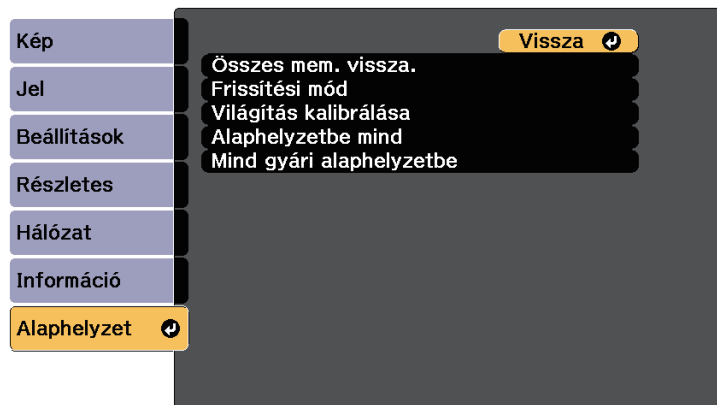 Kép
Jel
Beállítások
Részletes
Hálózat
Információ
Alaphelyzet
Vissza
Összes mem. vissza.
Frissítési mód
Világítás kalibrálása
Alaphelyzetbe mind
Mind gyári alaphelyzetbe